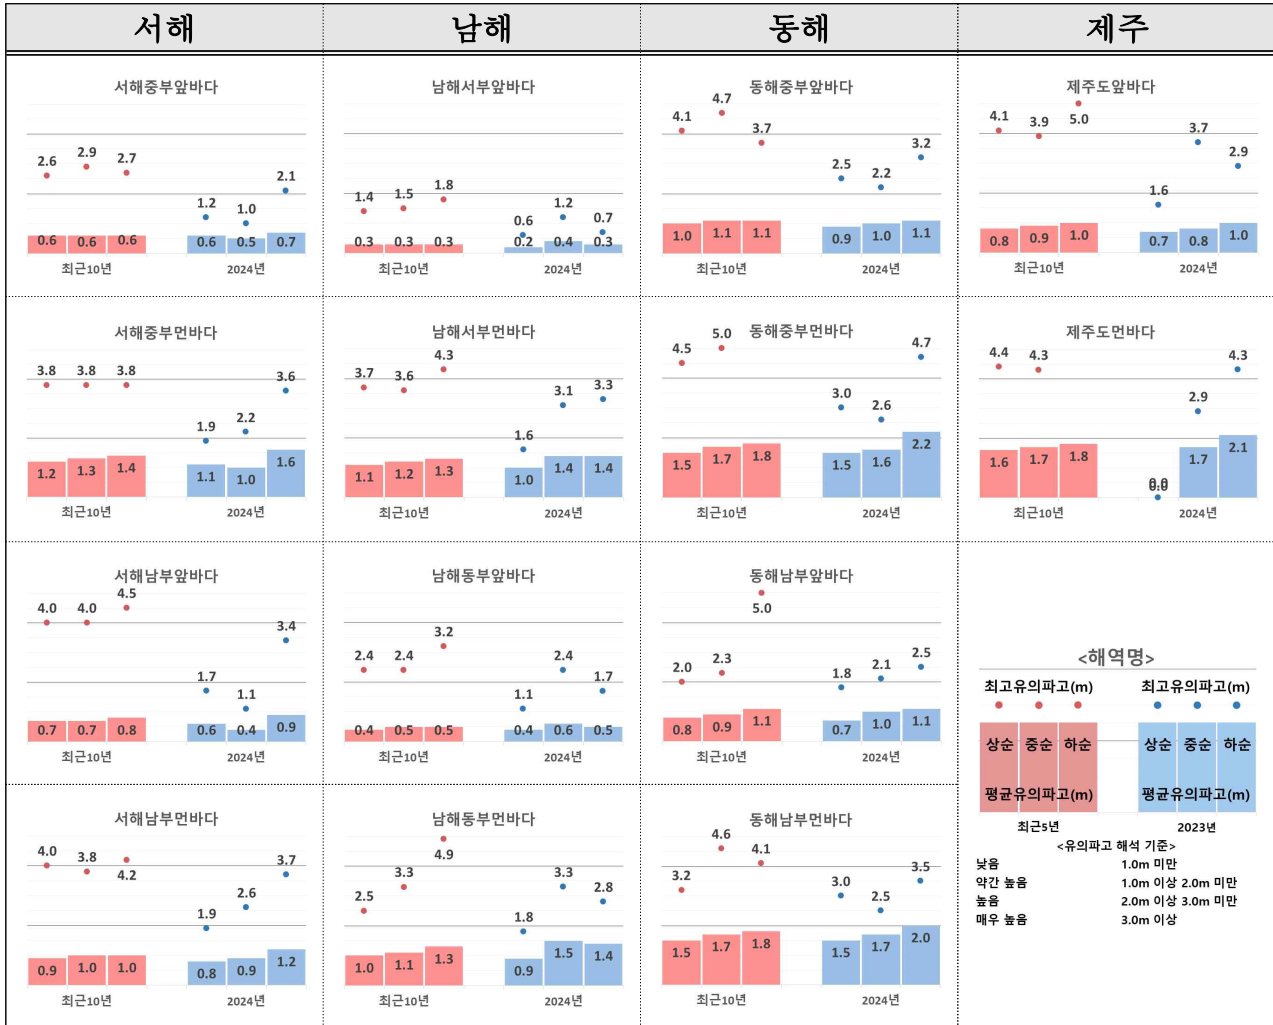 서해 남해 동해 제주
서해중부앞바다
2.6 2.9 2.7 1.2 1.0 2.1
0.6 0.6 0.6 0.6 0.5 0.7
최근10년 2024년
남해서부앞바다
1.4 1.5 1.8 0.6 1.2 0.7
0.3 0.3 0.3 0.2 0.4 0.3
최근10년 2024년
동해중부앞바다
4.1 4.7 3.7 2.5 2.2 3.2
1.0 1.1 1.1 0.9 1.0 1.1
최근10년 2024년
제주도앞바다
4.1 3.9 5.0 1.6 3.7 2.9
0.8 0.9 1.0 0.7 0.8 1.0
최근10년 2024년
서해중부먼바다
3.8 3.8 3.8 1.9 2.2 3.6
1.2 1.3 1.4 1.1 1.0 1.6
최근10년 2024년
남해서부먼바다
3.7 3.6 4.3 1.6 3.1 3.3
1.1 1.2 1.3 1.0 1.4 1.4
최근10년 2024년
동해중부먼바다
4.5 5.0 3.0 2.6 4.7
1.5 1.7 1.8 1.5 1.6 2.2
최근10년 2024년
제주도먼바다
4.4 4.3 0.0 2.9 4.3
1.6 1.7 1.8 0.0 1.7 2.1
최근10년 2024년
서해남부앞바다
4.0 4.0 4.5 1.7 1.1 3.4
0.7 0.7 0.8 0.6 0.4 0.9
최근10년 2024년
남해동부앞바다
2.4 2.4 3.2 1.1 2.4 1.7
0.4 0.5 0.5 0.4 0.6 0.5
최근10년 2024년
동해남부앞바다
2.0 2.3 5.0 1.8 2.1 2.5
0.8 0.9 1.1 0.7 1.0 1.1
최근10년 2024년
<해역명>
최고유의파고(m) 최고유의파고(m)
상순 중순 하순 상순 중순 하순
평균유의파고(m) 평균유의파고(m)
최근5년 2023년
<유의파고 해석 기준>
낮음 1.0m 미만
약간 높음 1.0m 이상 2.0m 미만
높음 2.0m 이상 3.0m 미만
매우 높음 3.0m 이상
서해남부먼바다
4.0 3.8 4.2 1.9 2.6 3.7
0.9 1.0 1.0 0.8 0.9 1.2
최근10년 2024년
남해동부먼바다
2.5 3.3 4.9 1.8 3.3 2.8
1.0 1.1 1.3 0.9 1.5 1.4
최근10년 2024년
동해남부먼바다
3.2 4.6 4.1 3.0 2.5 3.5
1.5 1.7 1.8 1.5 1.7 2.0
최근10년 2024년